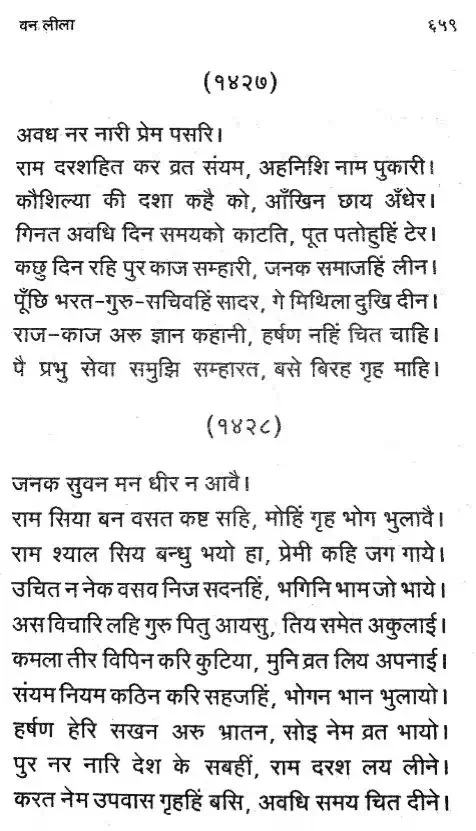 वन लीला
६५९
(१४२७)
अवध नर नारी प्रेम पसरि।
राम दरशहित कर व्रत संयम, अहनिशि नाम पुकारी।
कौशिल्या की दशा कहै को, आँखिन छाय अँधेर।
गिनत अवधि दिन समयको काटति, पूत पतोहुहिं टेर।
कछु दिन रहि पुर काज सम्हारी, जनक समाजहिं लीन।
पूँछि भरत-गुरु-सचिवहिं सादर, गे मिथिला दुखि दीन।
राज-काज अरु ज्ञान कहानी, हर्षण नहिं चित चाहि।
पै प्रभु सेवा समुझि सम्हारत, बसे बिरह गृह माहि।
(१४२८)
जनक सुवन मन धीर न आवै।
राम सिया बन वसत कष्ट सहि, मोहिं गृह भोग भुलावै।
राम श्याल सिय बन्धु भयो हा, प्रेमी कहि जग गाये।
उचित न नेक वसव निज सदनहिं, भगिनि भाम जो भाये।
अस विचारि लहि गुरु पितु आयसु, तिय समेत अकुलाई।
कमला तीर विपिन करि कुटिया, मुनि व्रत लिय अपनाई।
संयम नियम कठिन करि सहजहिं, भोगन भान भुलायो।
हर्षण हेरि सखन अरु भ्रातन, सोइ नेम व्रत भायो।
पुर नर नारि देश के सबहीं, राम दरश लय लीने।
करत नेम उपवास गृहहिं बसि, अवधि समय चित दीने।